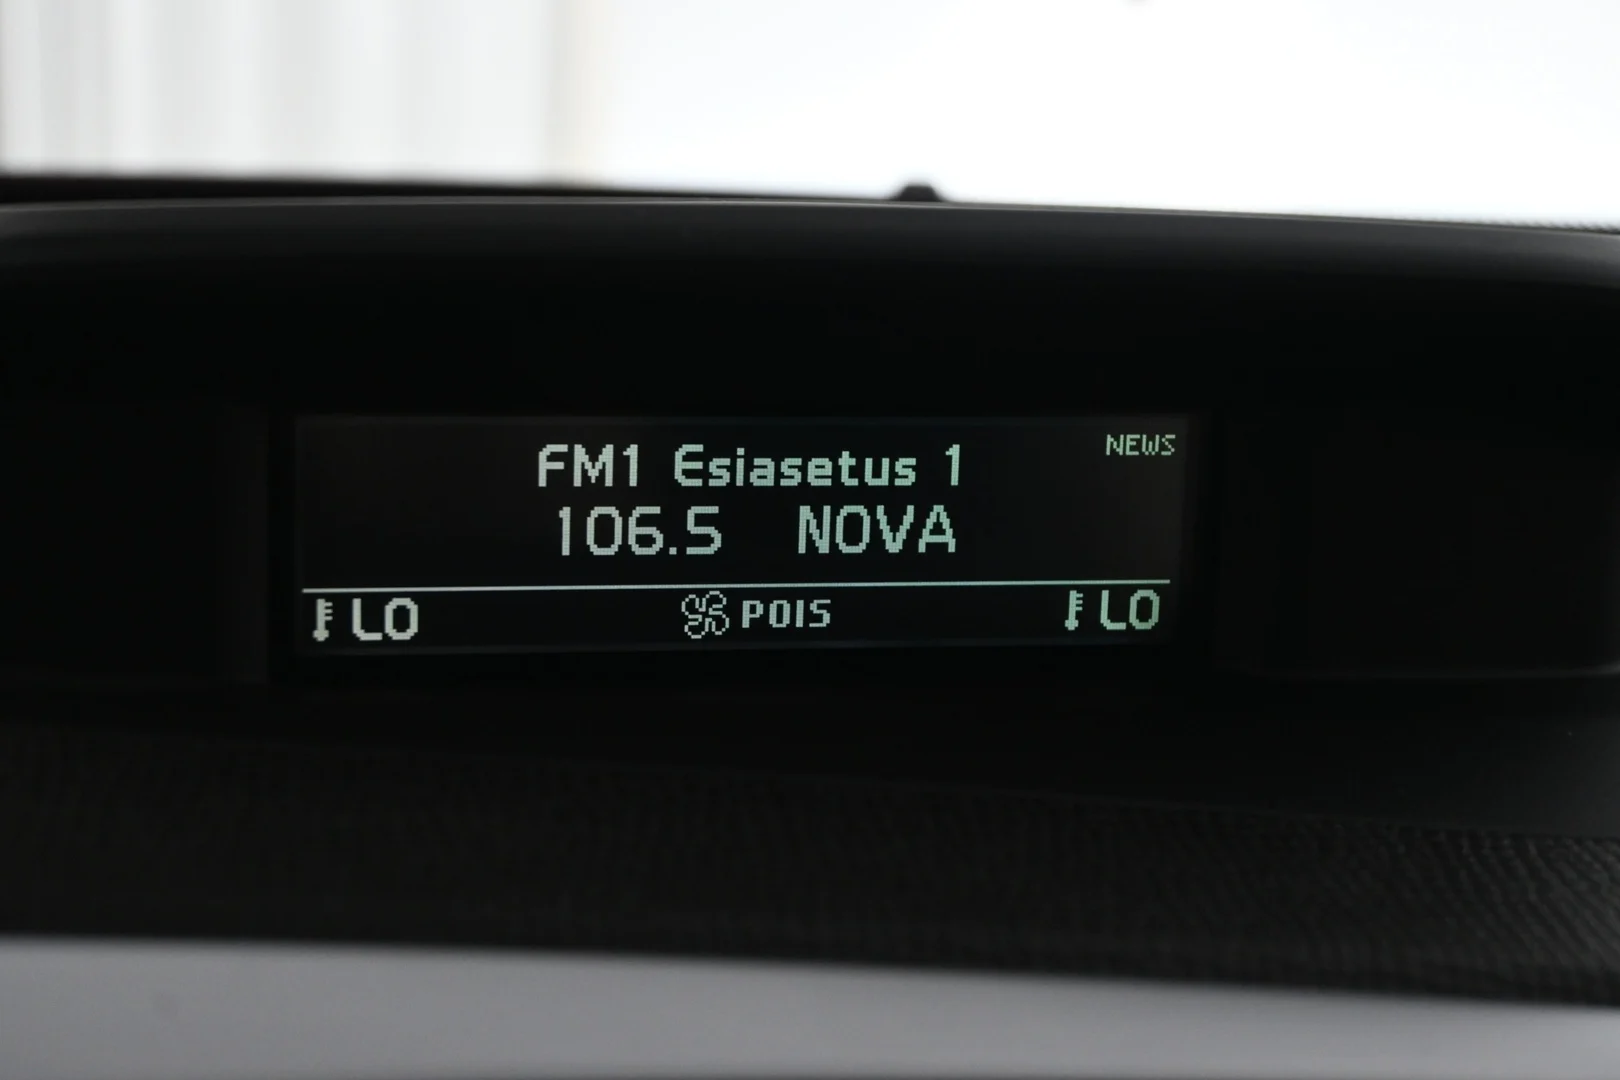 NEWS
FM1 Esiasetus 1
106.5 NOVA
LO POIS LO